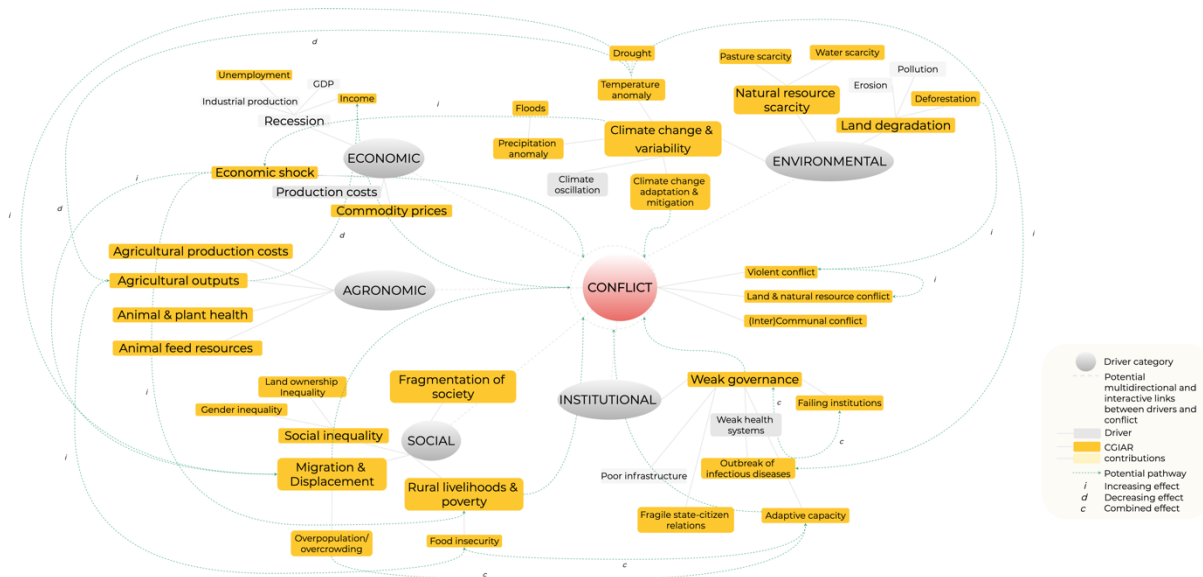 Drought
d
Pasture scarcity
Water scarcity
Pollution
Unemployment
GDP
Temperature
anomaly
Natural resource
scarcity
Erosion
Industrial production
Income
i
Floods
Deforestation
Recession
Climate change &
variability
Land degradation
Precipitation
anomaly
ECONOMIC
ENVIRONMENTAL
Economic shock
i
Climate
oscillation
Climate change
adaptation &
mitigation
Production costs
Commodity prices
i
d
d
i
i
Agricultural production costs
Agricultural outputs
Animal & plant health
Animal feed resources
AGRONOMIC
CONFLICT
Violent conflict
Land & natural resource conflict
i
(Inter)Communal conflict
Land ownership
Inequality
Gender inequality
Social inequality
Fragmentation of
society
SOCIAL
Migration &
Displacement
i
i
Rural livelihoods &
poverty
Overpopulation/
overcrowding
Food insecurity
c
c
INSTITUTIONAL
Weak governance
c
Failing institutions
Weak health
systems
c
Poor infrastructure
Outbreak of
infectious diseases
Fragile state-citizen
relations
Adaptive capacity
Driver category
Potential
multidirectional and
interactive links
between drivers and
conflict
Driver
CGIAR
contributions
Potential pathway
i Increasing effect
d Decreasing effect
c Combined effect